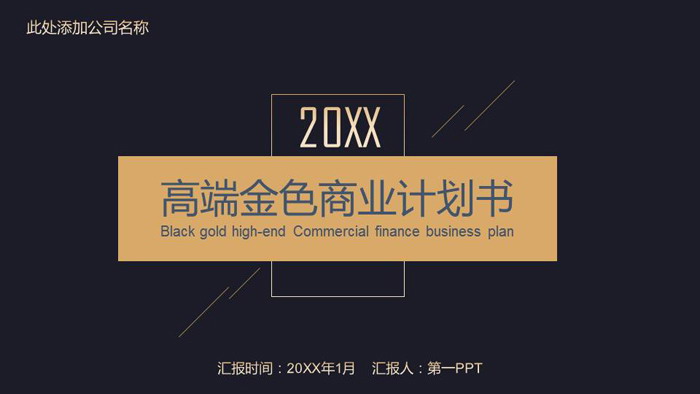 此处添加公司名称
20XX
高端金色商业计划书
Black gold high-end Commercial finance business plan
汇报时间：20XX年1月 汇报人：第一PPT